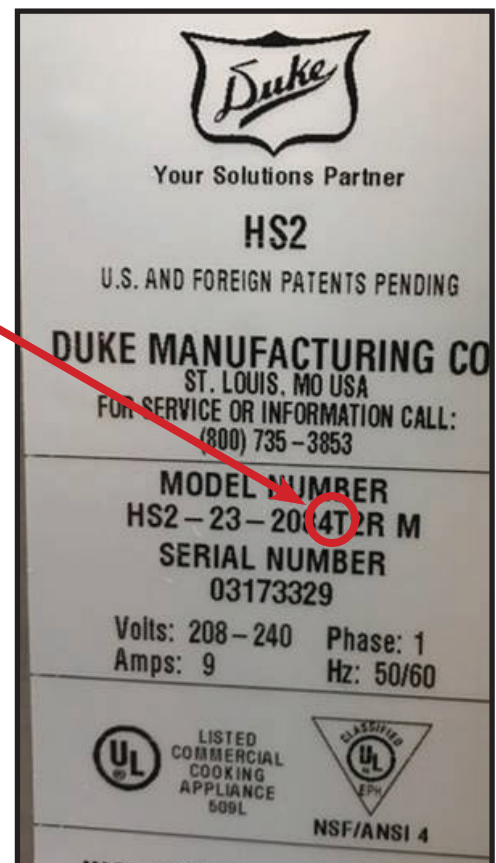 Duke
Your Solutions Partner
HS2
U.S. AND FOREIGN PATENTS PENDING
DUKE MANUFACTURING CO
ST. LOUIS, MO USA
FOR SERVICE OR INFORMATION CALL:
(800) 735-3853
MODEL NUMBER
HS2-23-2084T2R M
SERIAL NUMBER
03173329
Volts: 208-240 Phase: 1
Amps: 9 Hz: 50/60
UL LISTED
COMMERCIAL
COOKING
APPLIANCE
509L
CLASSIFIED
UL
EPH
NSF/ANSI 4